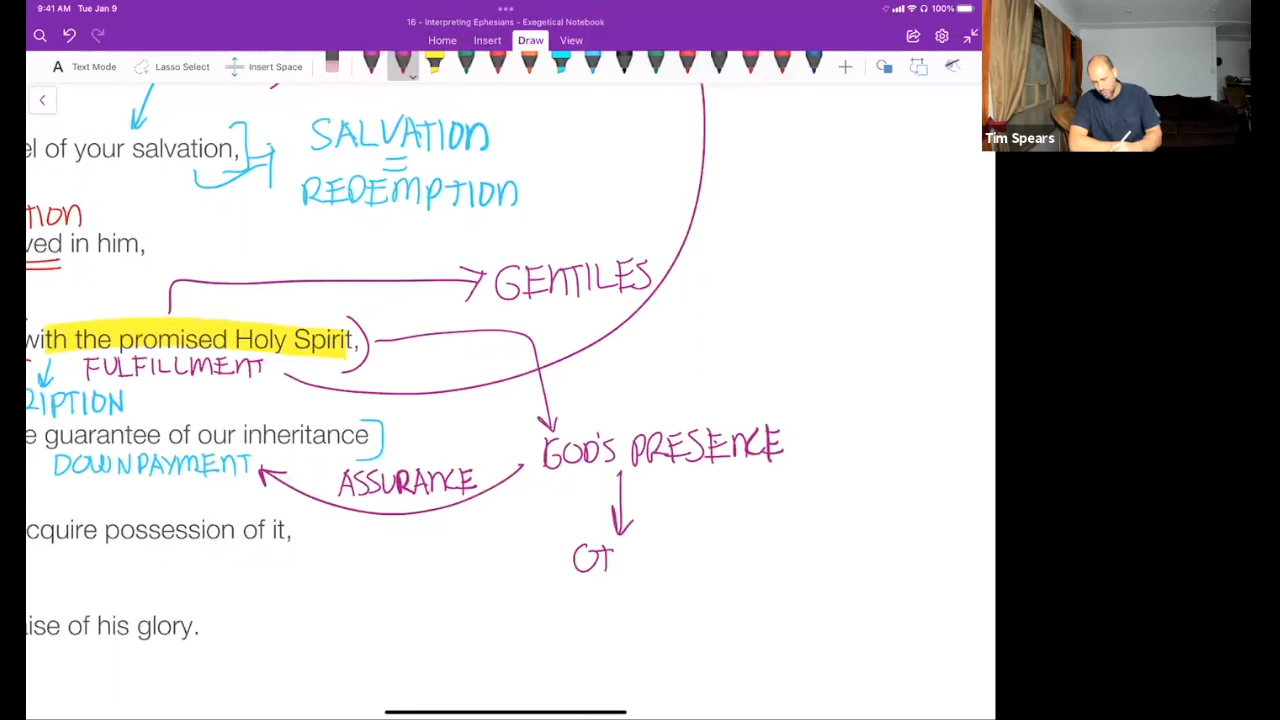 9:41 AM Tue Jan 9
100%
16 - Interpreting Ephesians - Exegetical Notebook
Home Insert Draw View
A Text Mode Lasso Select Insert Space
Tim Spears
el of your salvation,
SALVATION
=
REDEMPTION
TION
ved in him,
GENTILES
with the promised Holy Spirit,
FULFILLMENT
RIPTION
e guarantee of our inheritance
GOD'S PRESENCE
DOWNPAYMENT
ASSURANCE
cquire possession of it,
OT
aise of his glory.